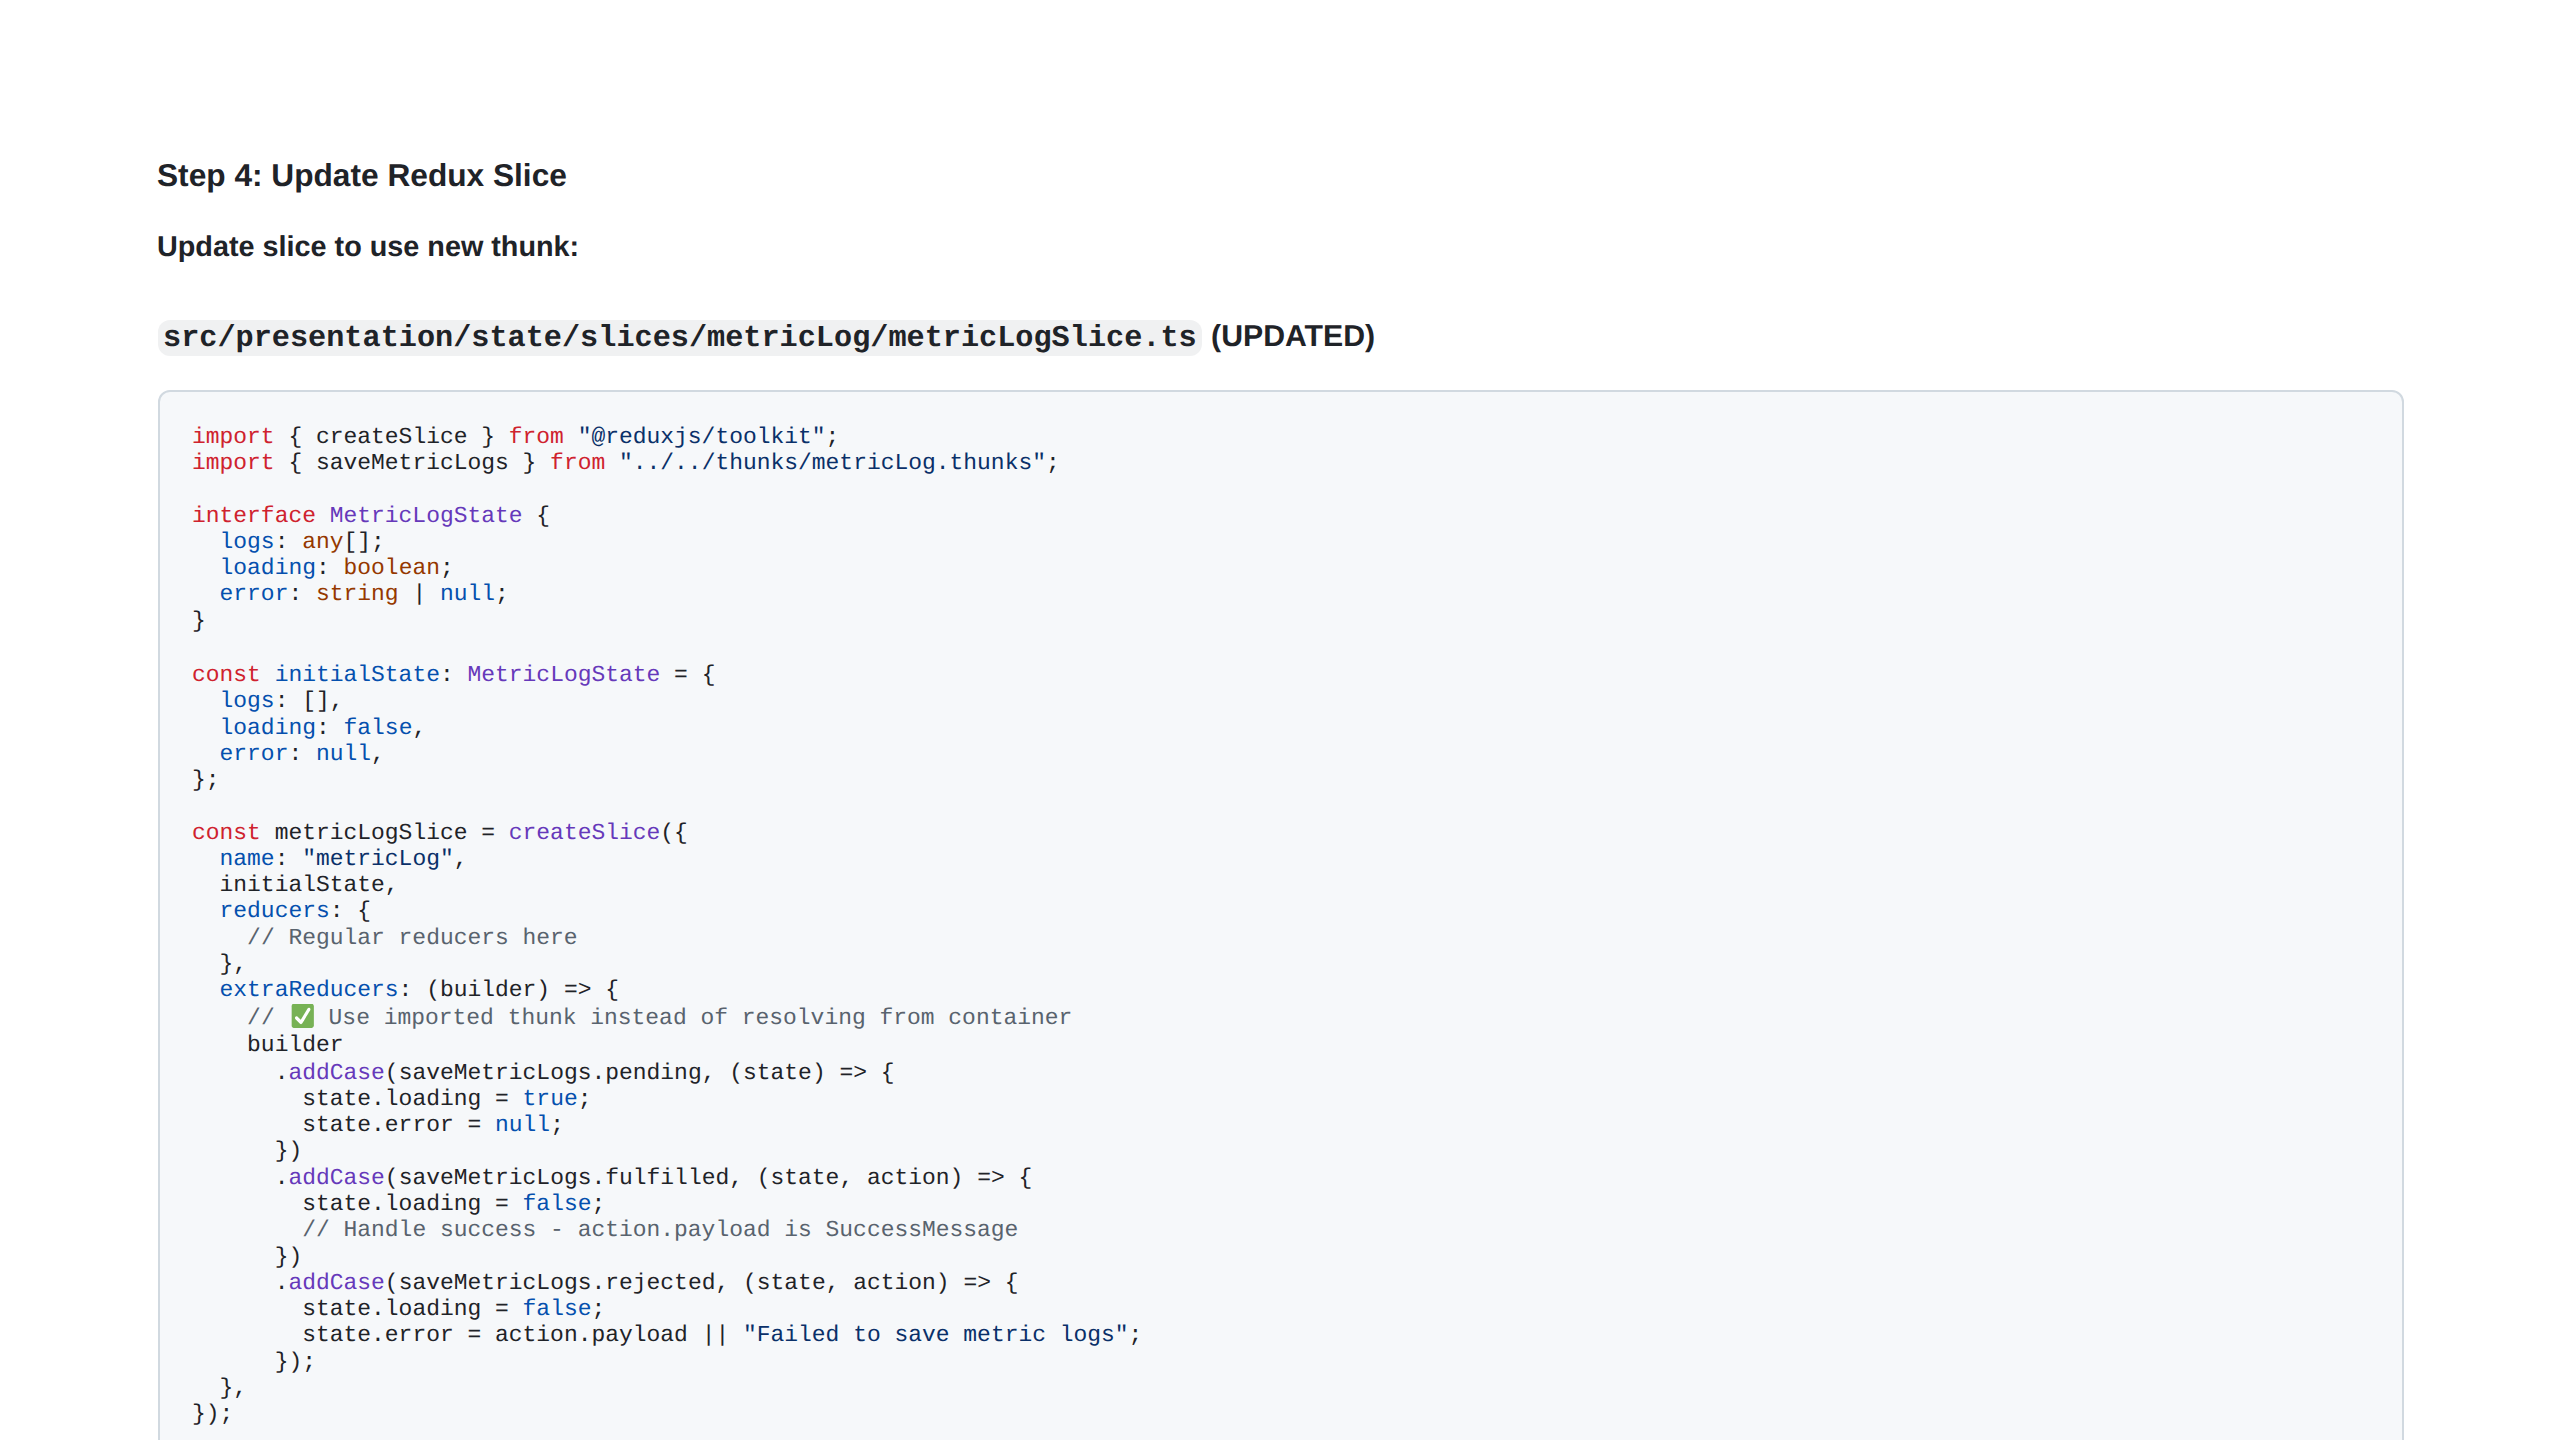 Step 4: Update Redux Slice
Update slice to use new thunk:
src/presentation/state/slices/metricLog/metricLogSlice.ts (UPDATED)
import { createSlice } from "@reduxjs/toolkit";
import { saveMetricLogs } from "../../thunks/metricLog.thunks";

interface MetricLogState {
  logs: any[];
  loading: boolean;
  error: string | null;
}

const initialState: MetricLogState = {
  logs: [],
  loading: false,
  error: null,
};

const metricLogSlice = createSlice({
  name: "metricLog",
  initialState,
  reducers: {
    // Regular reducers here
  },
  extraReducers: (builder) => {
    // ✅ Use imported thunk instead of resolving from container
    builder
      .addCase(saveMetricLogs.pending, (state) => {
        state.loading = true;
        state.error = null;
      })
      .addCase(saveMetricLogs.fulfilled, (state, action) => {
        state.loading = false;
        // Handle success - action.payload is SuccessMessage
      })
      .addCase(saveMetricLogs.rejected, (state, action) => {
        state.loading = false;
        state.error = action.payload || "Failed to save metric logs";
      });
  },
});